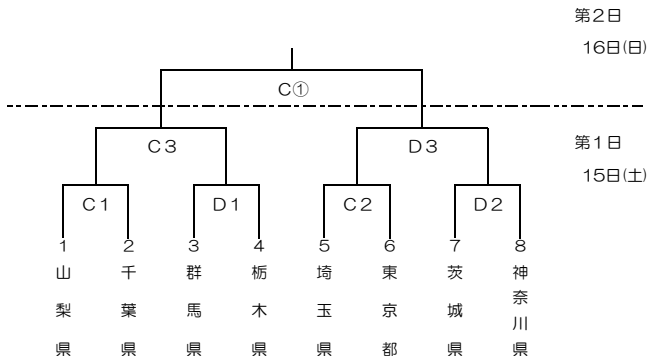 第2日
16日(日)
C①
C3
D3
第1日
15日(土)
C1
D1
C2
D2
1
2
3
4
5
6
7
8
山梨県
千葉県
群馬県
栃木県
埼玉県
東京都
茨城県
神奈川県